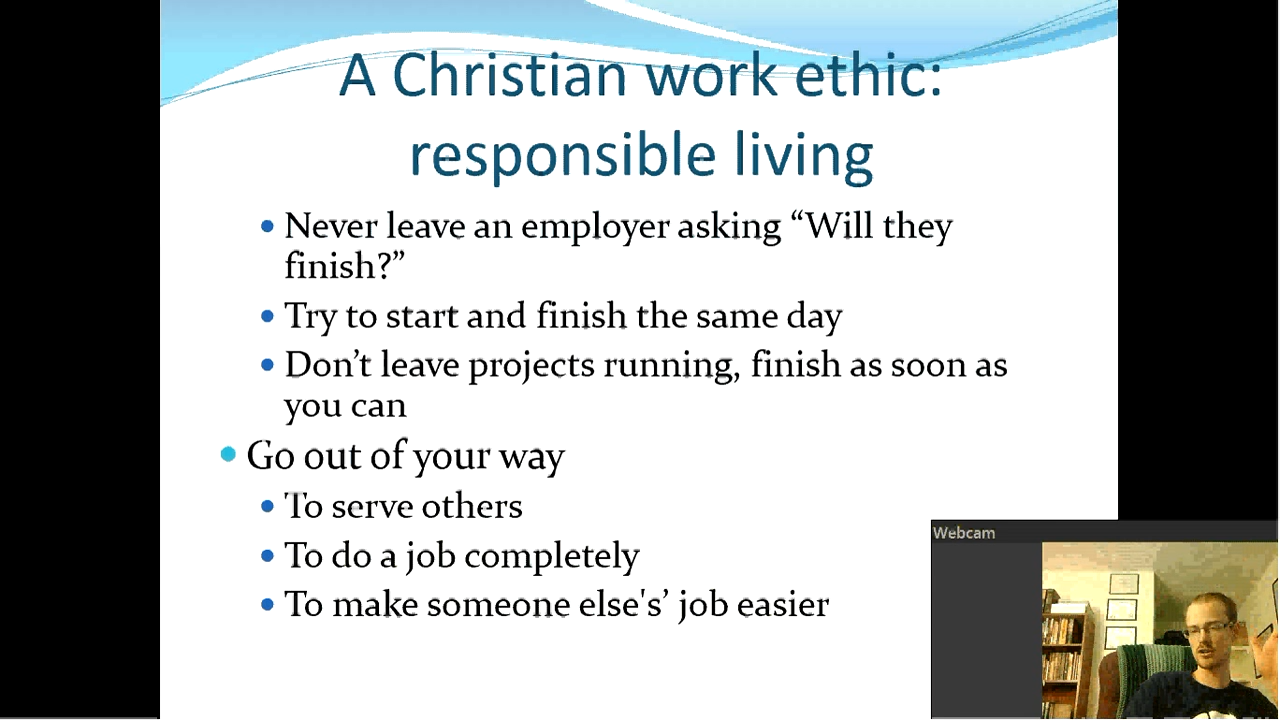 A Christian work ethic:
responsible living
• Never leave an employer asking “Will they
finish?”
• Try to start and finish the same day
• Don’t leave projects running, finish as soon as
you can
• Go out of your way
• To serve others
• To do a job completely
• To make someone else's’ job easier
Webcam